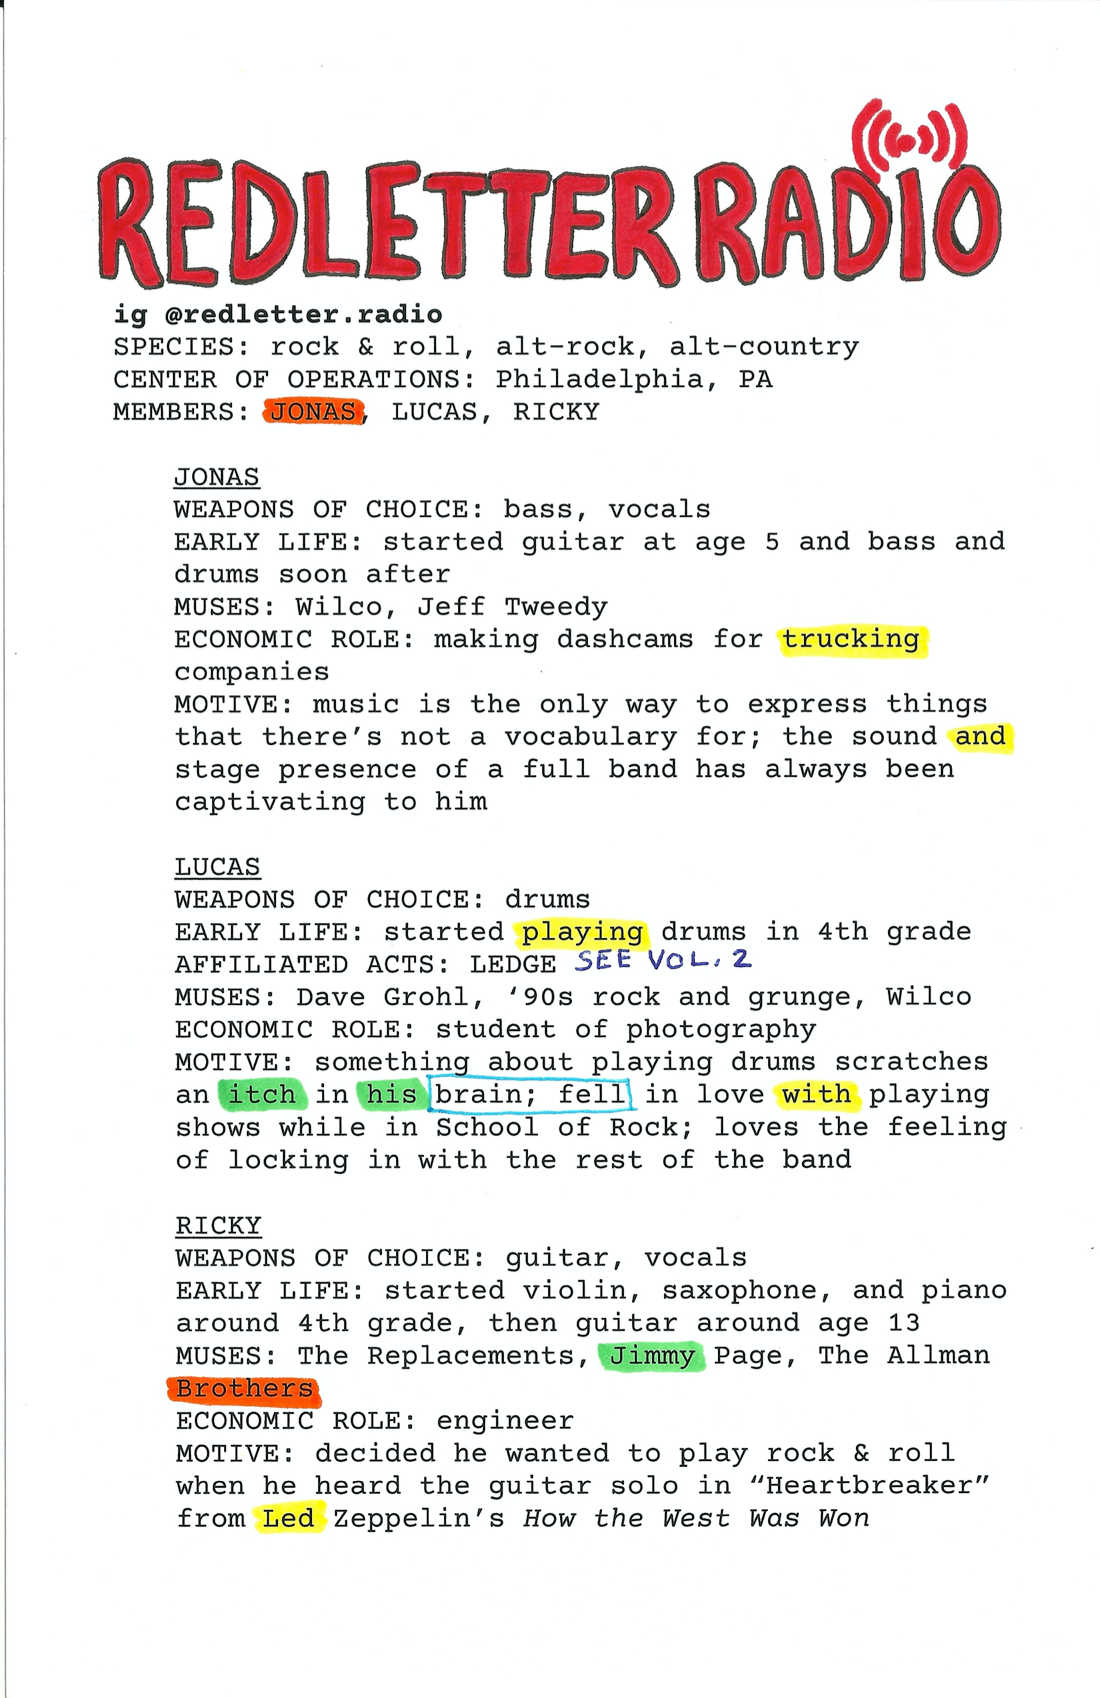 REDLETTER RADIO
ig @redletter.radio
SPECIES: rock & roll, alt-rock, alt-country
CENTER OF OPERATIONS: Philadelphia, PA
MEMBERS: JONAS, LUCAS, RICKY
JONAS
WEAPONS OF CHOICE: bass, vocals
EARLY LIFE: started guitar at age 5 and bass and
drums soon after
MUSES: Wilco, Jeff Tweedy
ECONOMIC ROLE: making dashcams for trucking
companies
MOTIVE: music is the only way to express things
that there’s not a vocabulary for; the sound and
stage presence of a full band has always been
captivating to him
LUCAS
WEAPONS OF CHOICE: drums
EARLY LIFE: started playing drums in 4th grade
AFFILIATED ACTS: LEDGE SEE VOL. 2
MUSES: Dave Grohl, ‘90s rock and grunge, Wilco
ECONOMIC ROLE: student of photography
MOTIVE: something about playing drums scratches
an itch in his brain; fell in love with playing
shows while in School of Rock; loves the feeling
of locking in with the rest of the band
RICKY
WEAPONS OF CHOICE: guitar, vocals
EARLY LIFE: started violin, saxophone, and piano
around 4th grade, then guitar around age 13
MUSES: The Replacements, Jimmy Page, The Allman
Brothers
ECONOMIC ROLE: engineer
MOTIVE: decided he wanted to play rock & roll
when he heard the guitar solo in “Heartbreaker”
from Led Zeppelin’s How the West Was Won